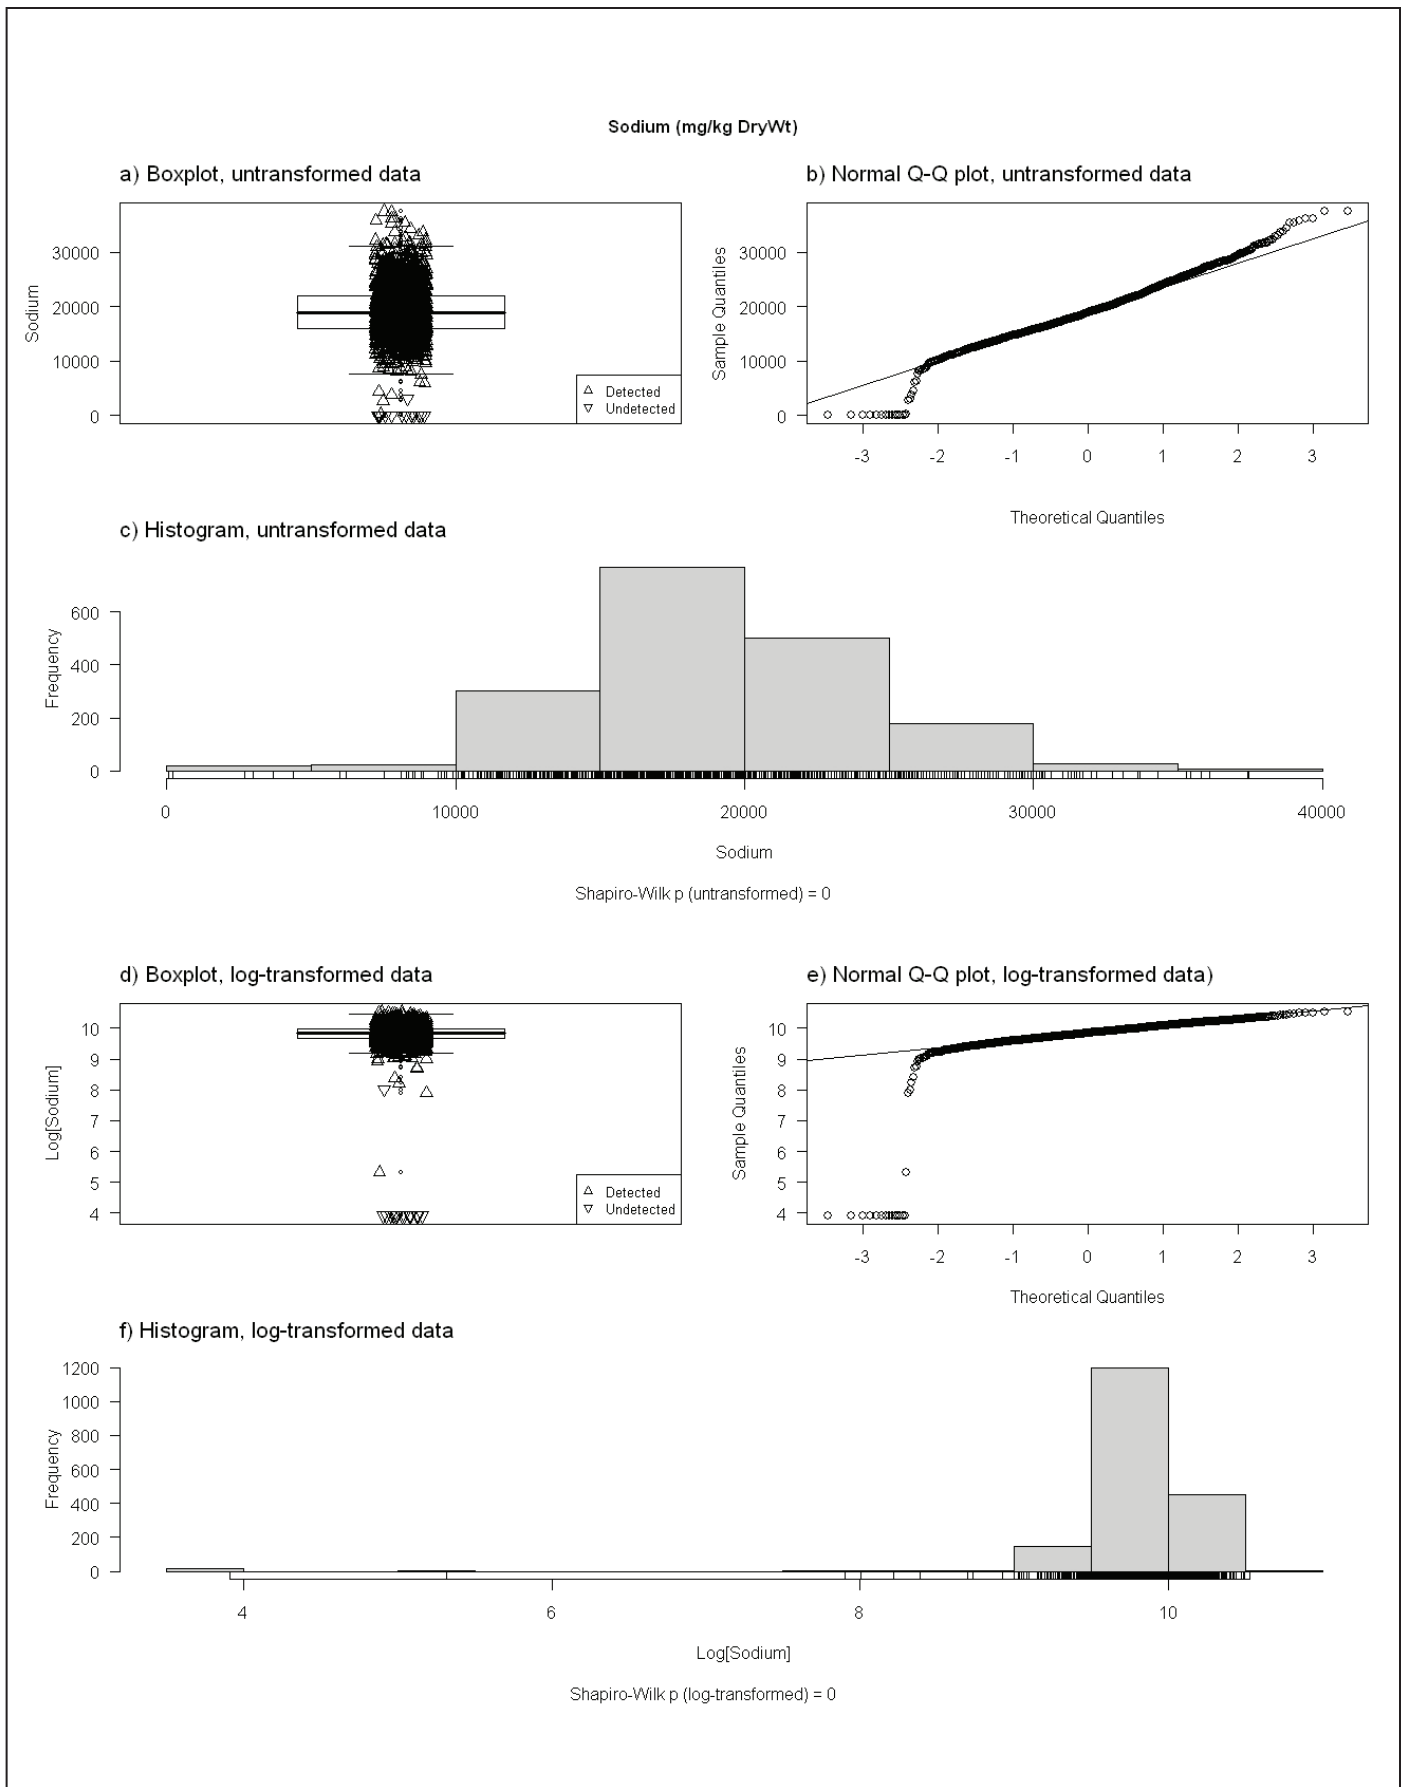 Sodium (mg/kg DryWt)
a) Boxplot, untransformed data
Sodium
30000
20000
10000
0
Detected
Undetected
b) Normal Q-Q plot, untransformed data
Sample Quantiles
30000
20000
10000
0
-3 -2 -1 0 1 2 3
Theoretical Quantiles
c) Histogram, untransformed data
Frequency
600
400
200
0
0 10000 20000 30000 40000
Sodium
Shapiro-Wilk p (untransformed) = 0
d) Boxplot, log-transformed data
Log[Sodium]
10
9
8
7
6
5
4
Detected
Undetected
e) Normal Q-Q plot, log-transformed data)
Sample Quantiles
10
9
8
7
6
5
4
-3 -2 -1 0 1 2 3
Theoretical Quantiles
f) Histogram, log-transformed data
Frequency
1200
1000
800
600
400
200
0
4 6 8 10
Log[Sodium]
Shapiro-Wilk p (log-transformed) = 0